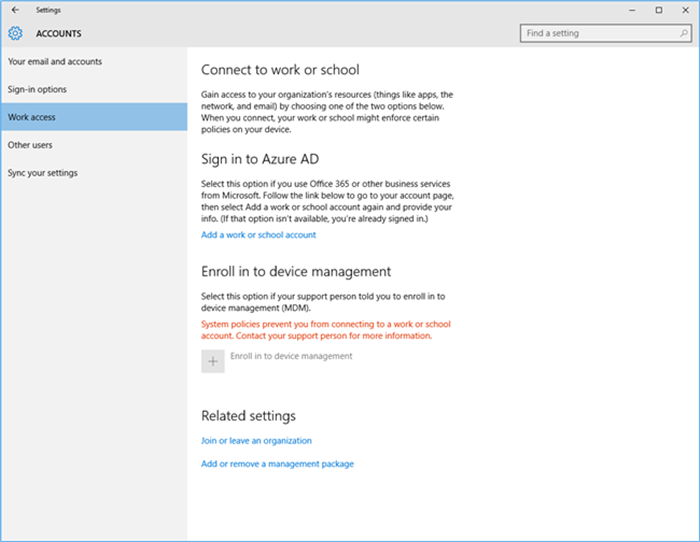 Settings
ACCOUNTS
Find a setting
Your email and accounts
Sign-in options
Work access
Other users
Sync your settings
Connect to work or school
Gain access to your organization's resources (things like apps, the
network, and email) by choosing one of the two options below.
When you connect, your work or school might enforce certain
policies on your device.
Sign in to Azure AD
Select this option if you use Office 365 or other business services
from Microsoft. Follow the link below to go to your account page,
then select Add a work or school account again and provide your
info. (If that option isn't available, you're already signed in.)
Add a work or school account
Enroll in to device management
Select this option if your support person told you to enroll in to
device management (MDM).
System policies prevent you from connecting to a work or school
account. Contact your support person for more information.
Enroll in to device management
Related settings
Join or leave an organization
Add or remove a management package